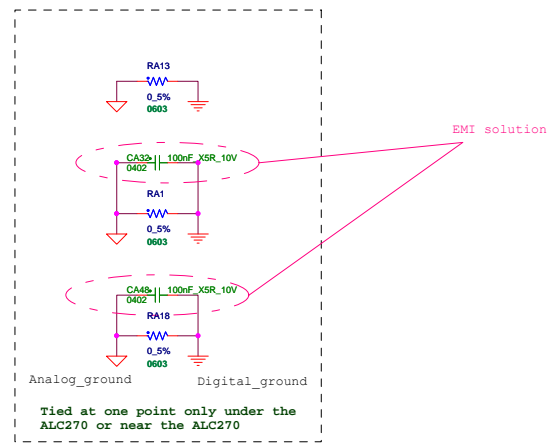 RA13
0_5%
0603
EMI solution
CA32 100nF_X5R_10V
0402
RA1
0_5%
0603
CA48 100nF_X5R_10V
0402
RA18
0_5%
0603
Analog_ground Digital_ground
Tied at one point only under the
ALC270 or near the ALC270